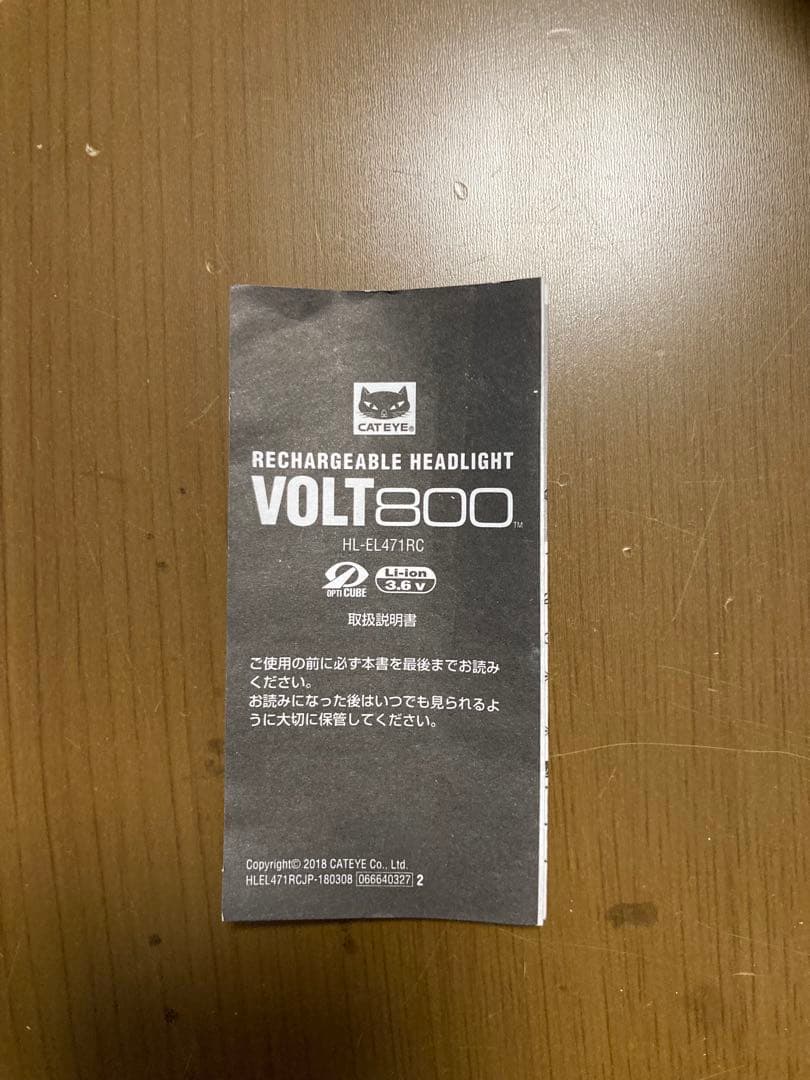 CATEYE®
RECHARGEABLE HEADLIGHT
VOLT800™
HL-EL471RC
OPTI CUBE
Li-ion
3.6 v
取扱説明書
ご使用の前に必ず本書を最後までお読み
ください。
お読みになった後はいつでも見られるよ
うに大切に保管してください。
Copyright© 2018 CATEYE Co., Ltd.
HLEL471RCJP-180308 066640327 2